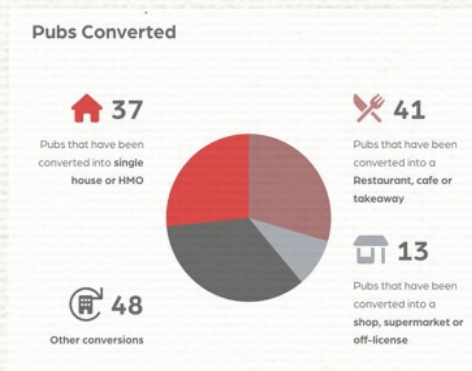 Pubs Converted
37
Pubs that have been
converted into single
house or HMO
41
Pubs that have been
converted into a
Restaurant, cafe or
takeaway
13
Pubs that have been
converted into a
shop, supermarket or
off-license
48
Other conversions